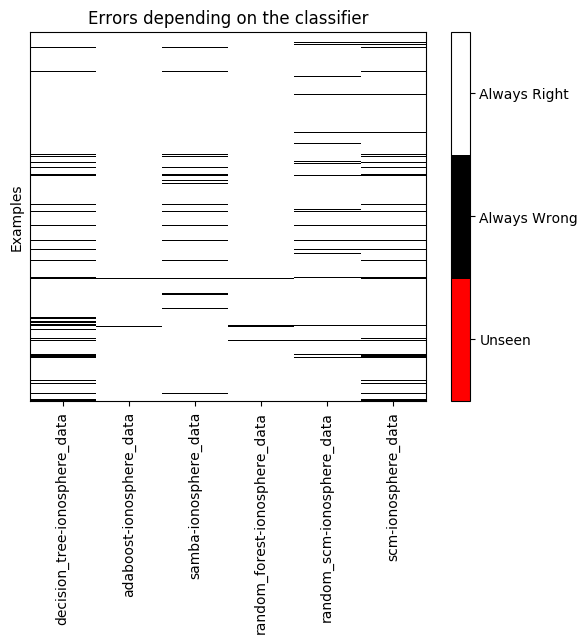 Errors depending on the classifier
Examples
Always Right
Always Wrong
Unseen
decision_tree-ionosphere_data
adaboost-ionosphere_data
samba-ionosphere_data
random_forest-ionosphere_data
random_scm-ionosphere_data
scm-ionosphere_data